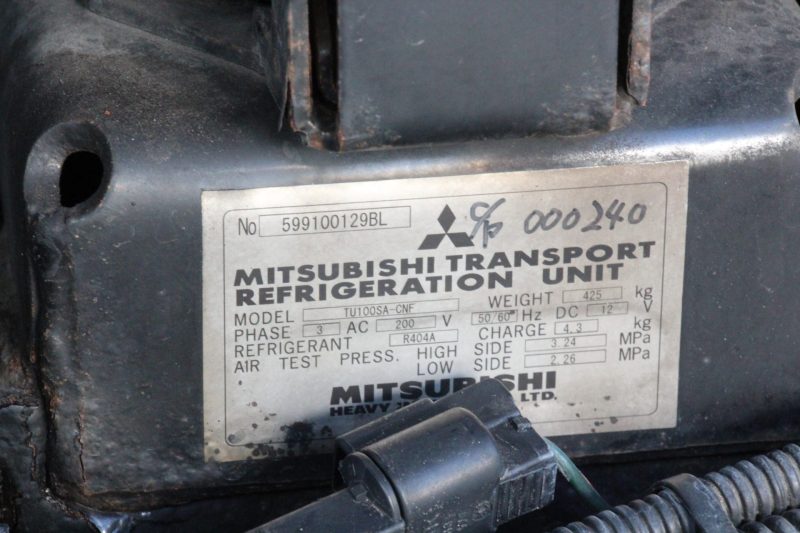 No 599100129BL 000240
MITSUBISHI TRANSPORT
REFRIGERATION UNIT
MODEL TU100SA-CNF WEIGHT 425 kg
PHASE 3 AC 200 V 50/60 Hz DC 12 V
REFRIGERANT R404A CHARGE 4.3 kg
AIR TEST PRESS. HIGH SIDE 3.24 MPa
LOW SIDE 2.26 MPa
MITSUBISHI
HEAVY LTD.